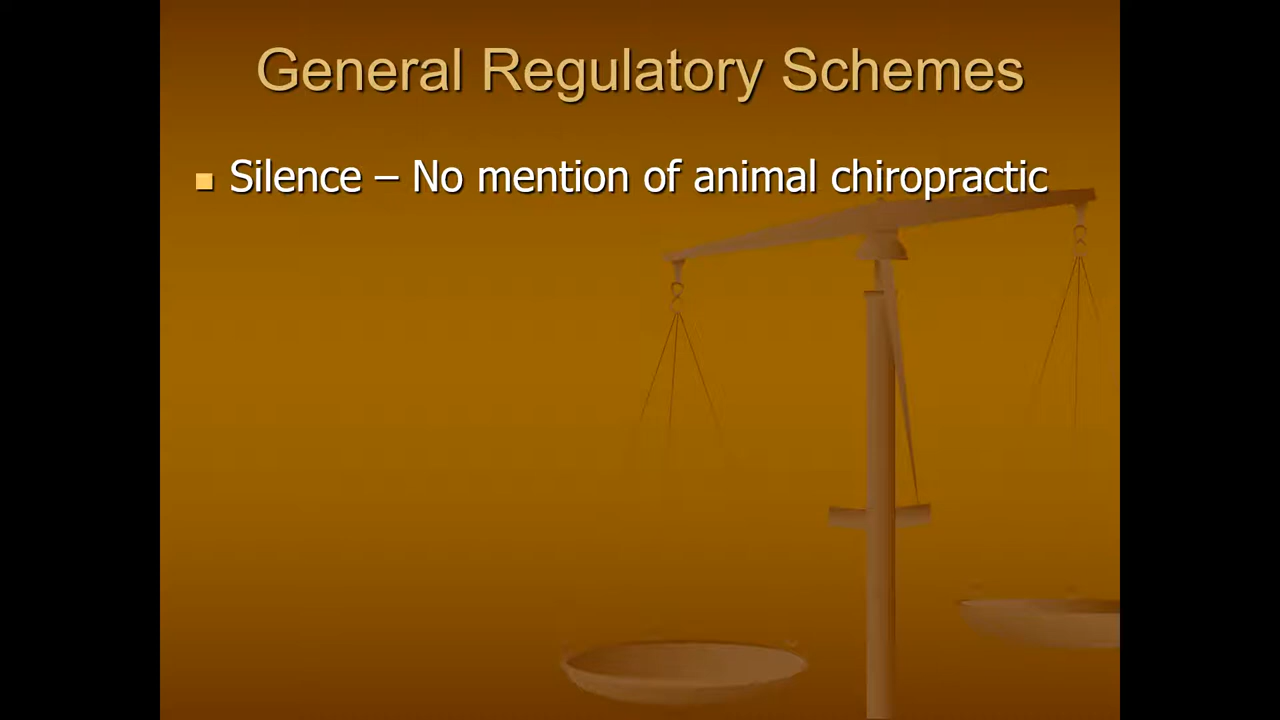 General Regulatory Schemes
Silence – No mention of animal chiropractic